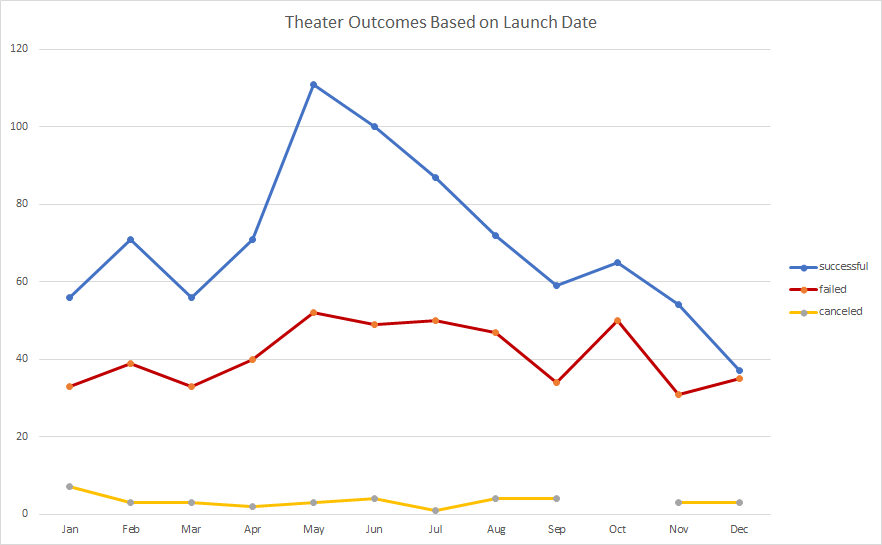 Theater Outcomes Based on Launch Date
120
100
80
60
40
20
0
Jan Feb Mar Apr May Jun Jul Aug Sep Oct Nov Dec
successful
failed
canceled